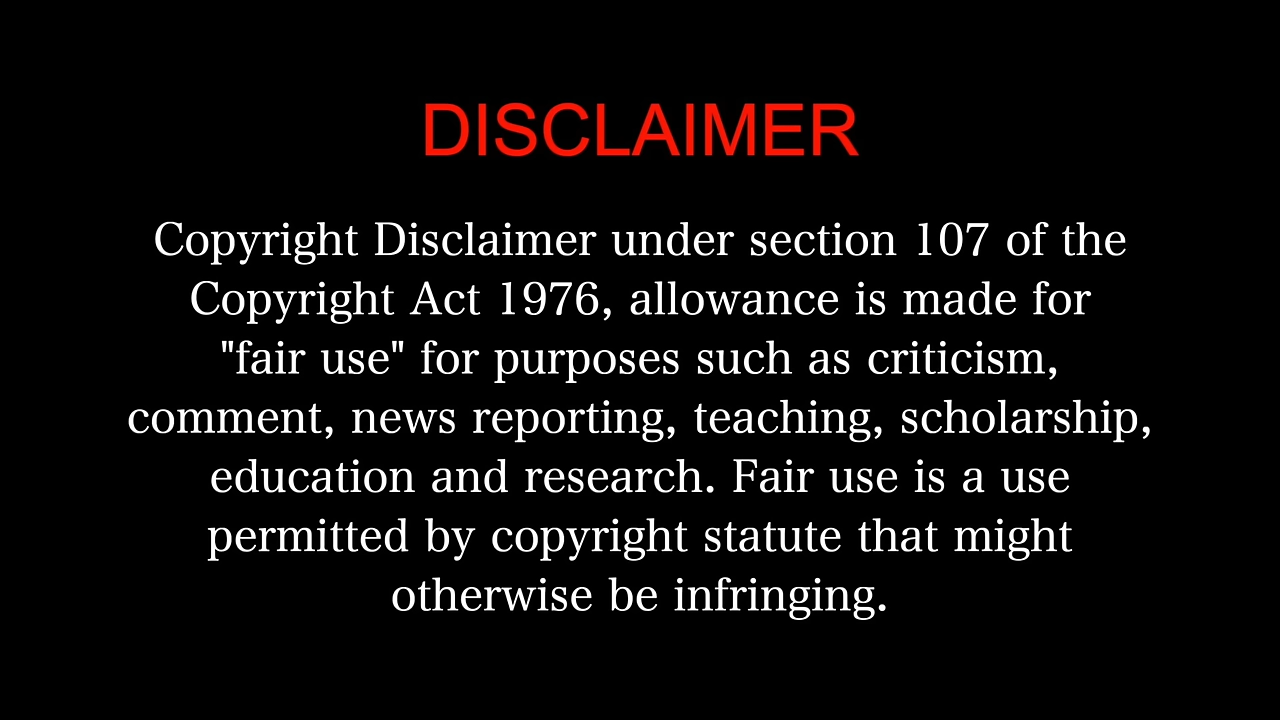 DISCLAIMER
Copyright Disclaimer under section 107 of the
Copyright Act 1976, allowance is made for
"fair use" for purposes such as criticism,
comment, news reporting, teaching, scholarship,
education and research. Fair use is a use
permitted by copyright statute that might
otherwise be infringing.